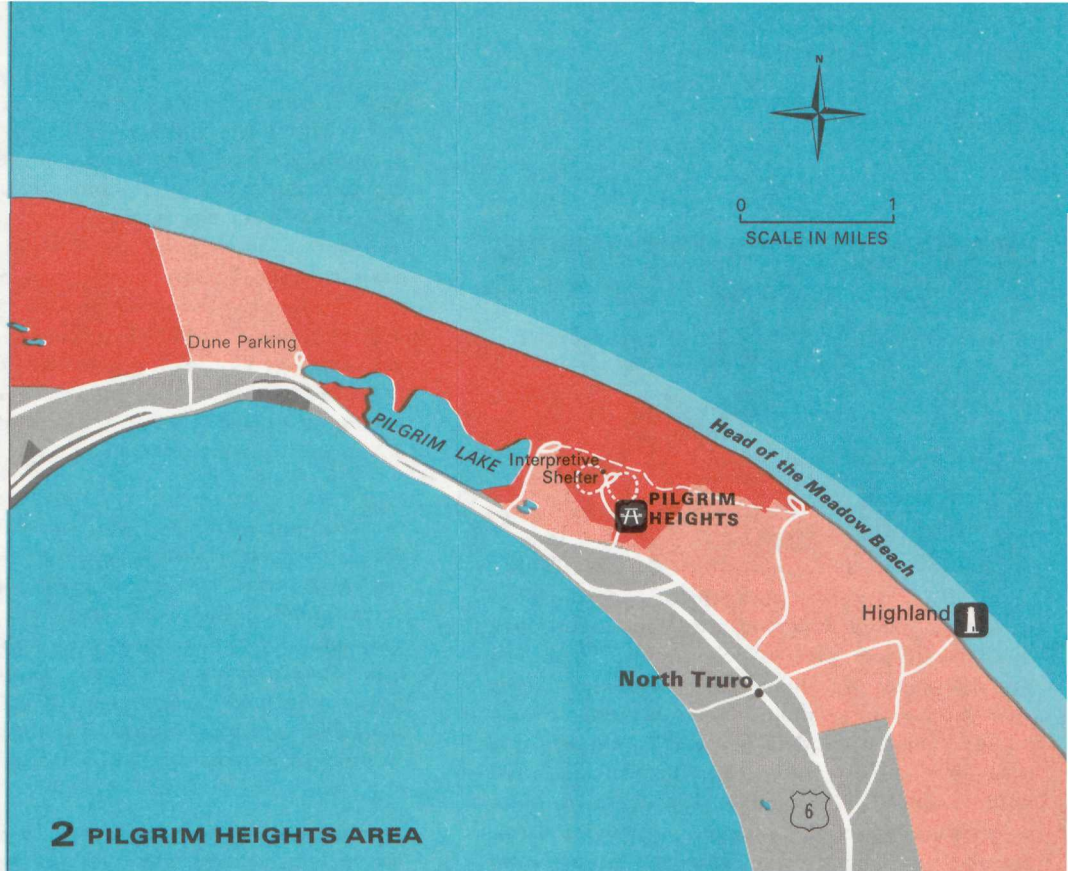 N
0 1
SCALE IN MILES
Dune Parking
PILGRIM LAKE
Interpretive
Shelter
PILGRIM
HEIGHTS
Head of the Meadow Beach
Highland
North Truro
6
2 PILGRIM HEIGHTS AREA